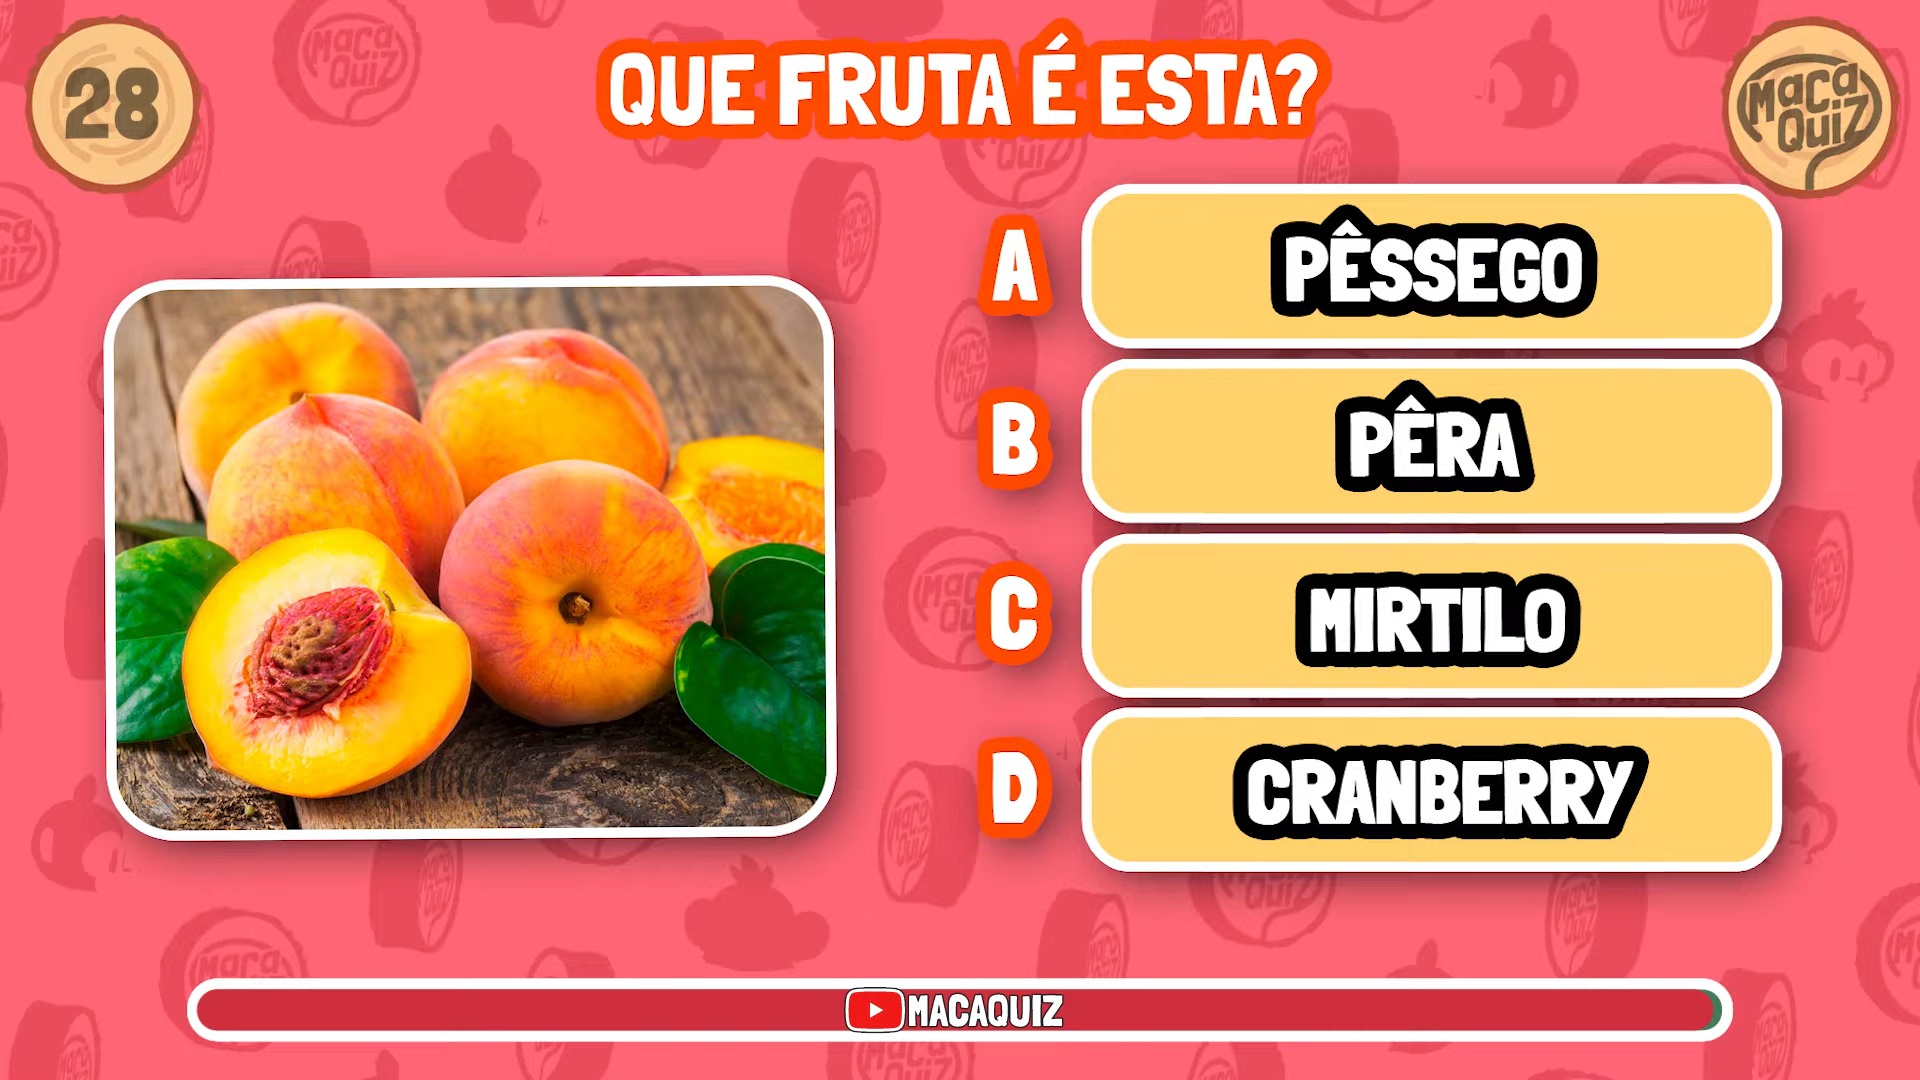 28
QUE FRUTA É ESTA?
MaCa
QuiZ
A
PÊSSEGO
B
PÊRA
C
MIRTILO
D
CRANBERRY
MACAQUIZ